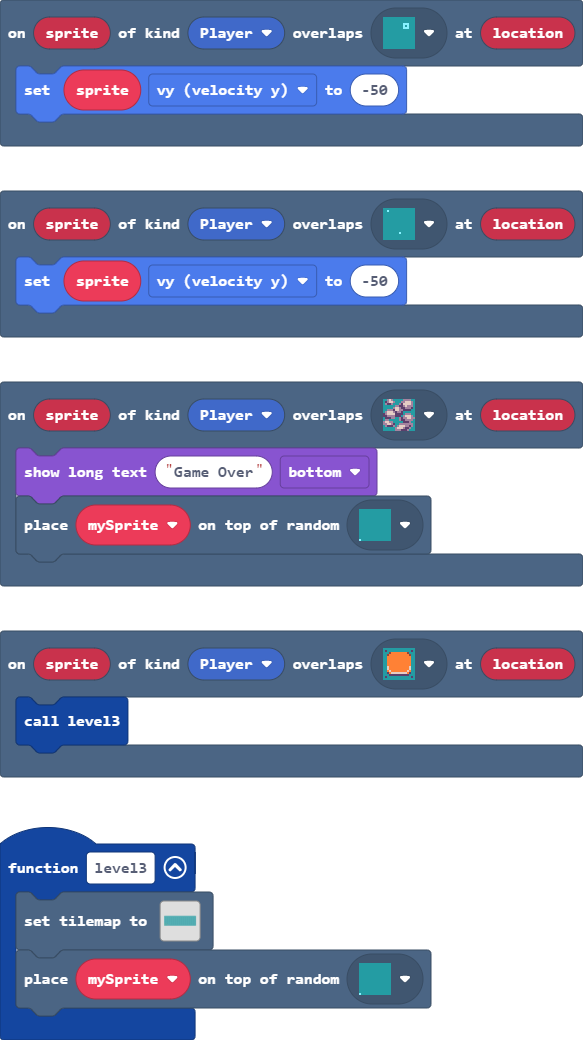 on sprite of kind Player overlaps at location
set sprite vy (velocity y) to -50
on sprite of kind Player overlaps at location
set sprite vy (velocity y) to -50
on sprite of kind Player overlaps at location
show long text "Game Over" bottom
place mySprite on top of random
on sprite of kind Player overlaps at location
call level3
function level3
set tilemap to
place mySprite on top of random